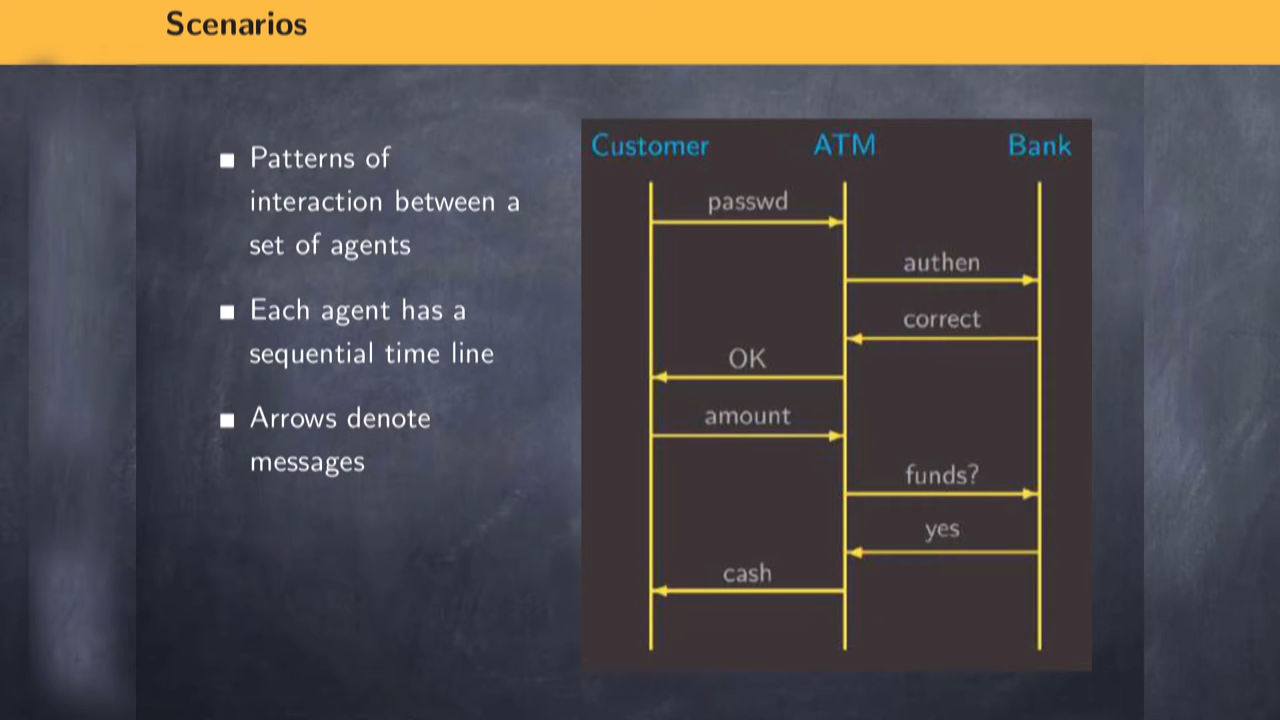 Scenarios
Patterns of
interaction between a
set of agents
Each agent has a
sequential time line
Arrows denote
messages
Customer ATM Bank
passwd
authen
correct
OK
amount
funds?
yes
cash